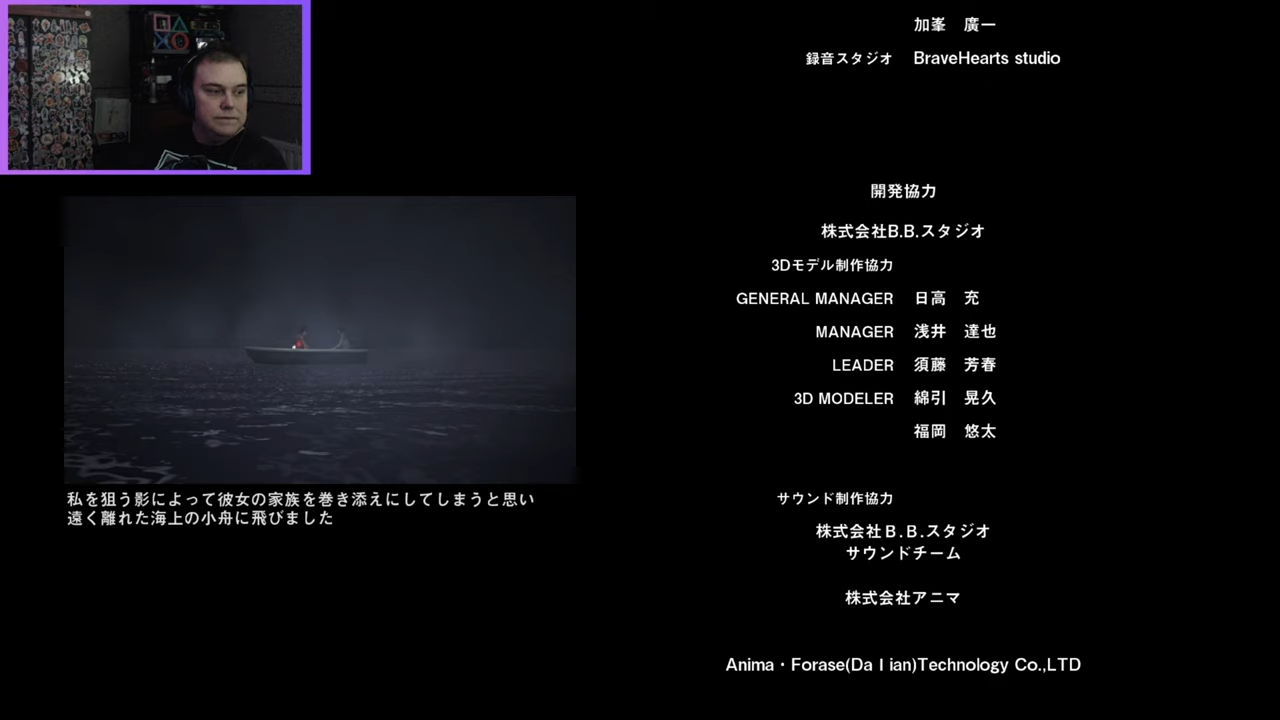 加峯　廣一
録音スタジオ　BraveHearts studio
開発協力
株式会社B.B.スタジオ
3Dモデル制作協力
GENERAL MANAGER　日高　充
MANAGER　浅井　達也
LEADER　須藤　芳春
3D MODELER　綿引　晃久
福岡　悠太
サウンド制作協力
株式会社B.B.スタジオ
サウンドチーム
株式会社アニマ
Anima・Forase(Da l ian)Technology Co.,LTD
私を狙う影によって彼女の家族を巻き添えにしてしまうと思い
遠く離れた海上の小舟に飛びました